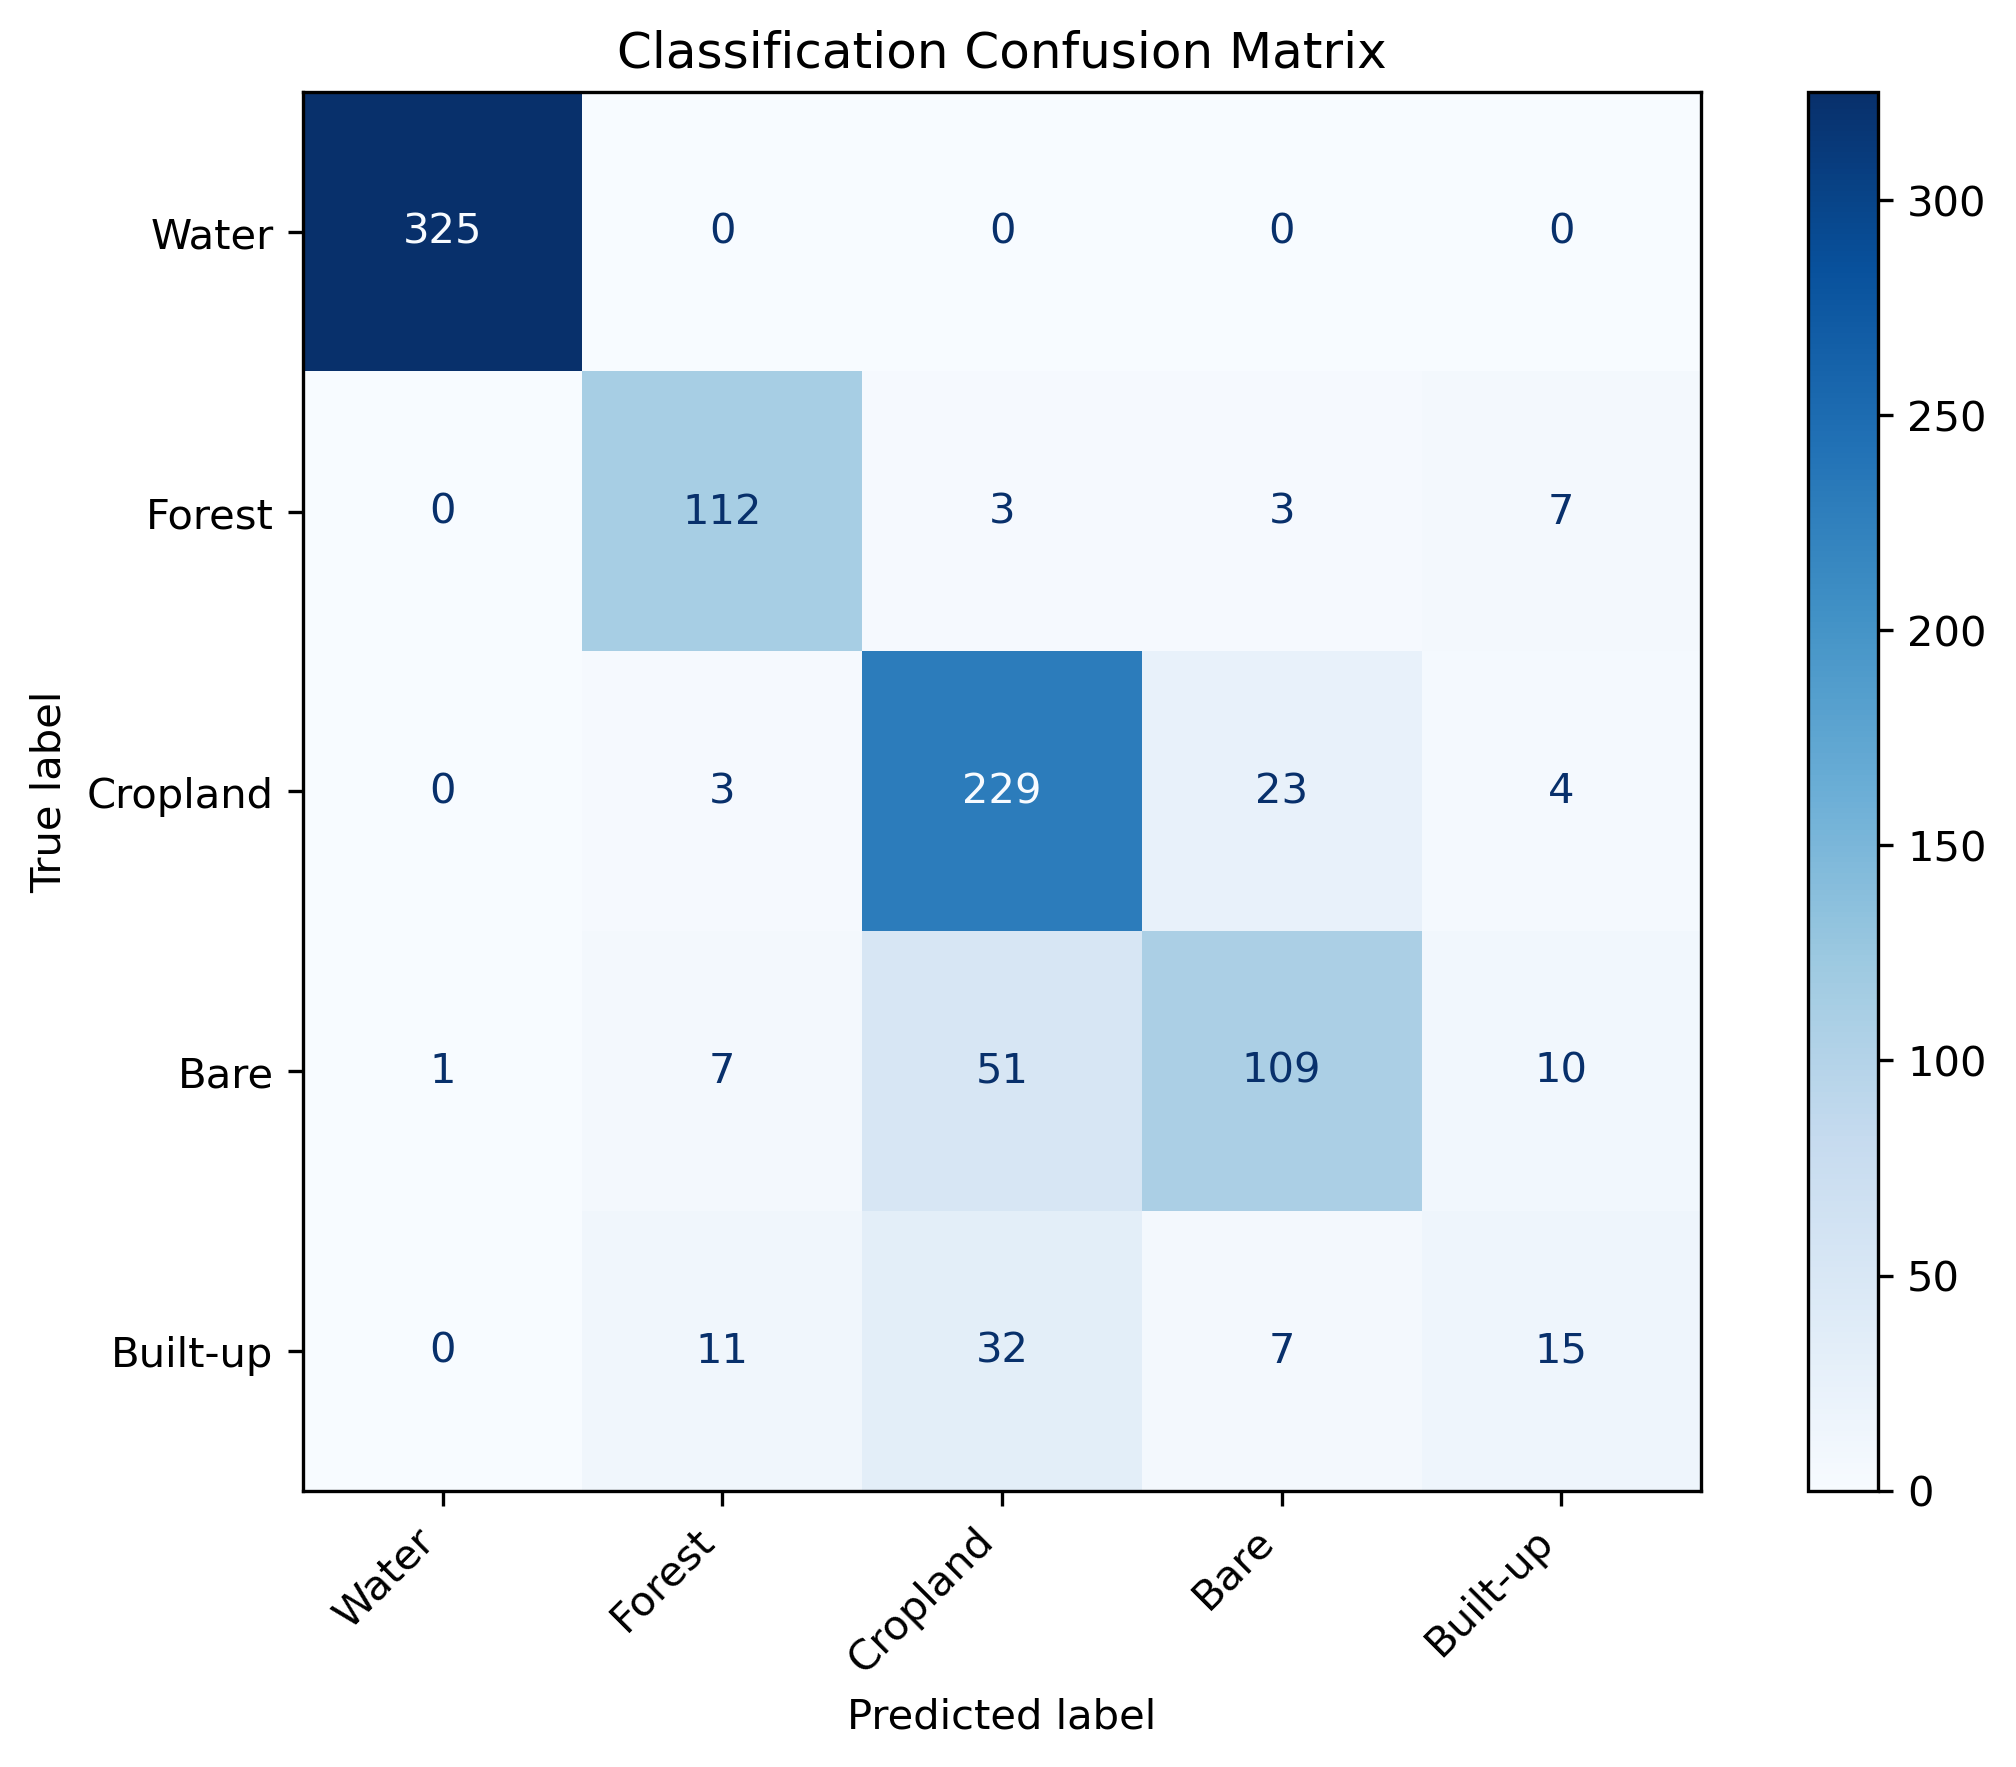 Classification Confusion Matrix
True label
Water 325 0 0 0 0
Forest 0 112 3 3 7
Cropland 0 3 229 23 4
Bare 1 7 51 109 10
Built-up 0 11 32 7 15
Water Forest Cropland Bare Built-up
Predicted label
300
250
200
150
100
50
0